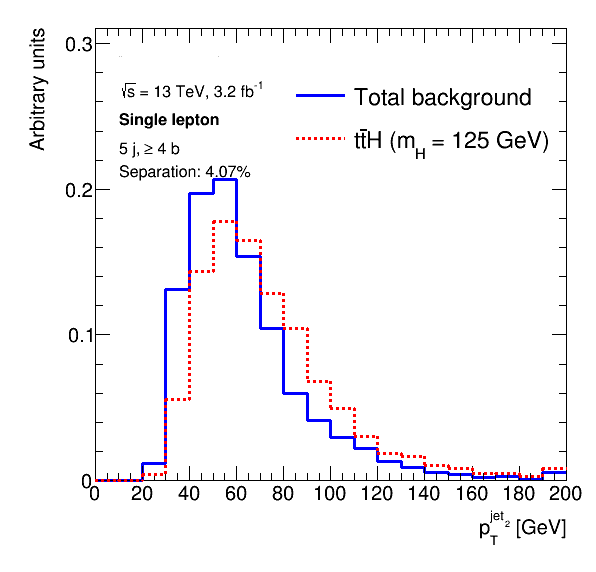 Arbitrary units
0.3
0.2
0.1
0
√s = 13 TeV, 3.2 fb⁻¹
Single lepton
5 j, ≥ 4 b
Separation: 4.07%
Total background
tt̄H (m_H = 125 GeV)
0 20 40 60 80 100 120 140 160 180 200
p_T^jet₂ [GeV]